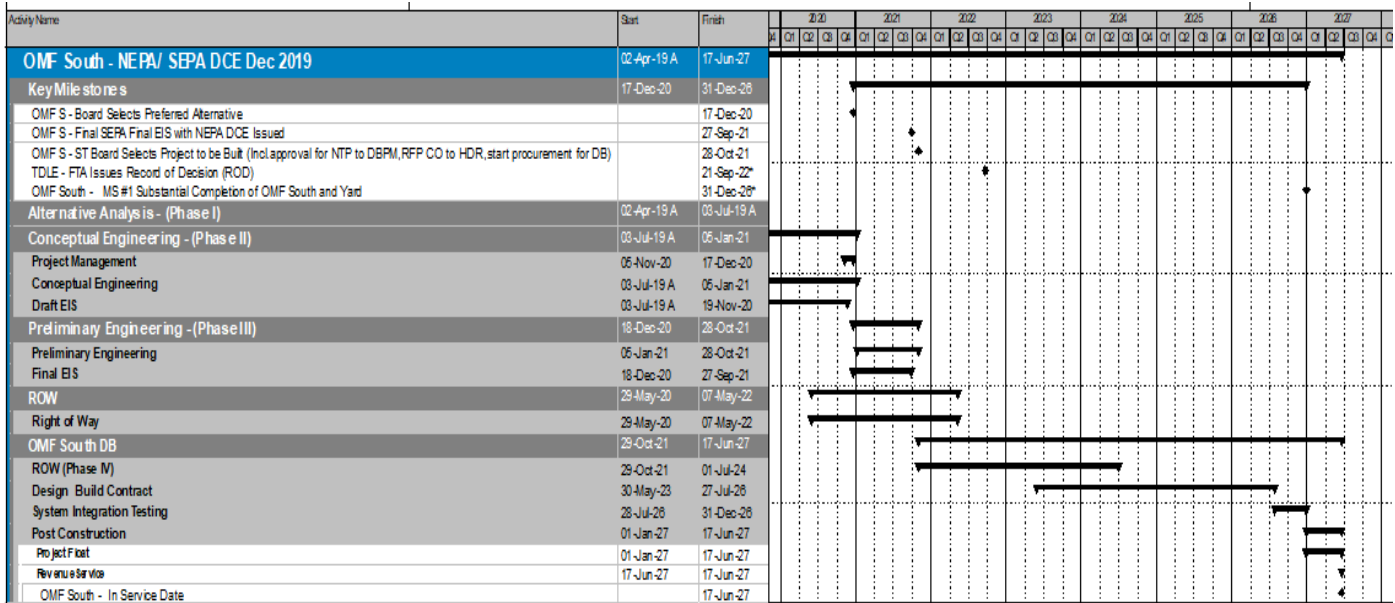 Activity Name Start Finish 2020 2021 2022 2023 2024 2025 2026 2027
Q4 Q1 Q2 Q3 Q4 Q1 Q2 Q3 Q4 Q1 Q2 Q3 Q4 Q1 Q2 Q3 Q4 Q1 Q2 Q3 Q4 Q1 Q2 Q3 Q4 Q1 Q2 Q3 Q4 Q1 Q2 Q3 Q4 Q1
OMF South - NEPA/ SEPA DCE Dec 2019 02-Apr-19 A 17-Jun-27
Key Milestones 17-Dec-20 31-Dec-26
OMF S - Board Selects Preferred Alternative 17-Dec-20
OMF S - Final SEPA Final EIS with NEPA DCE Issued 27-Sep-21
OMF S - ST Board Selects Project to be Built (Incl.approval for NTP to DBPM,RFP CO to HDR,start procurement for DB) 28-Oct-21
TDLE - FTA Issues Record of Decision (ROD) 21-Sep-22*
OMF South - MS #1 Substantial Completion of OMF South and Yard 31-Dec-26*
Alternative Analysis - (Phase I) 02-Apr-19 A 03-Jul-19 A
Conceptual Engineering - (Phase II) 03-Jul-19 A 05-Jan-21
Project Management 05-Nov-20 17-Dec-20
Conceptual Engineering 03-Jul-19 A 05-Jan-21
Draft EIS 03-Jul-19 A 19-Nov-20
Preliminary Engineering - (Phase III) 18-Dec-20 28-Oct-21
Preliminary Engineering 05-Jan-21 28-Oct-21
Final EIS 18-Dec-20 27-Sep-21
ROW 29-May-20 07-May-22
Right of Way 29-May-20 07-May-22
OMF South DB 29-Oct-21 17-Jun-27
ROW (Phase IV) 29-Oct-21 01-Jul-24
Design Build Contract 30-May-23 27-Jul-26
System Integration Testing 28-Jul-26 31-Dec-26
Post Construction 01-Jan-27 17-Jun-27
Project Float 01-Jan-27 17-Jun-27
Revenue Service 17-Jun-27 17-Jun-27
OMF South - In Service Date 17-Jun-27